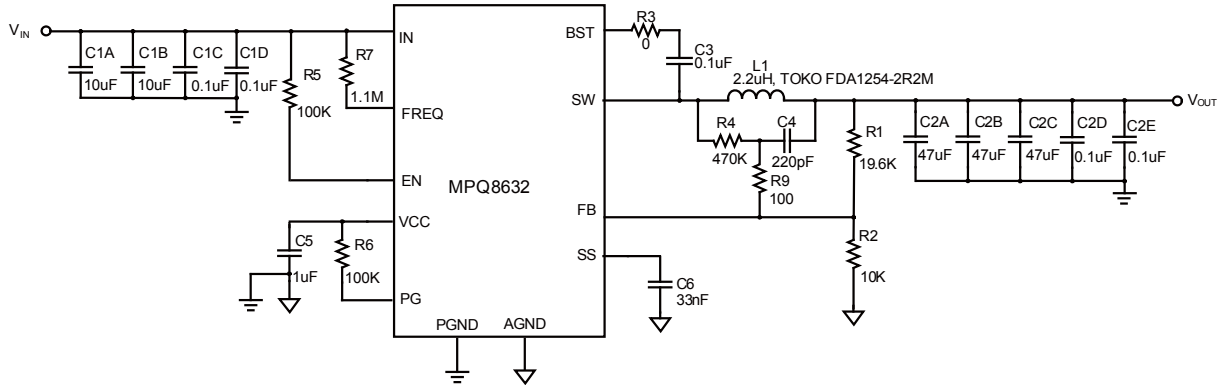 V_IN
C1A
10uF
C1B
10uF
C1C
0.1uF
C1D
0.1uF
R5
100K
R7
1.1M
IN
FREQ
EN
VCC
PG
PGND
AGND
MPQ8632
BST
SW
FB
SS
C5
1uF
R6
100K
R3
0
C3
0.1uF
L1
2.2uH, TOKO FDA1254-2R2M
R4
470K
C4
220pF
R9
100
R1
19.6K
R2
10K
C6
33nF
C2A
47uF
C2B
47uF
C2C
47uF
C2D
0.1uF
C2E
0.1uF
V_OUT